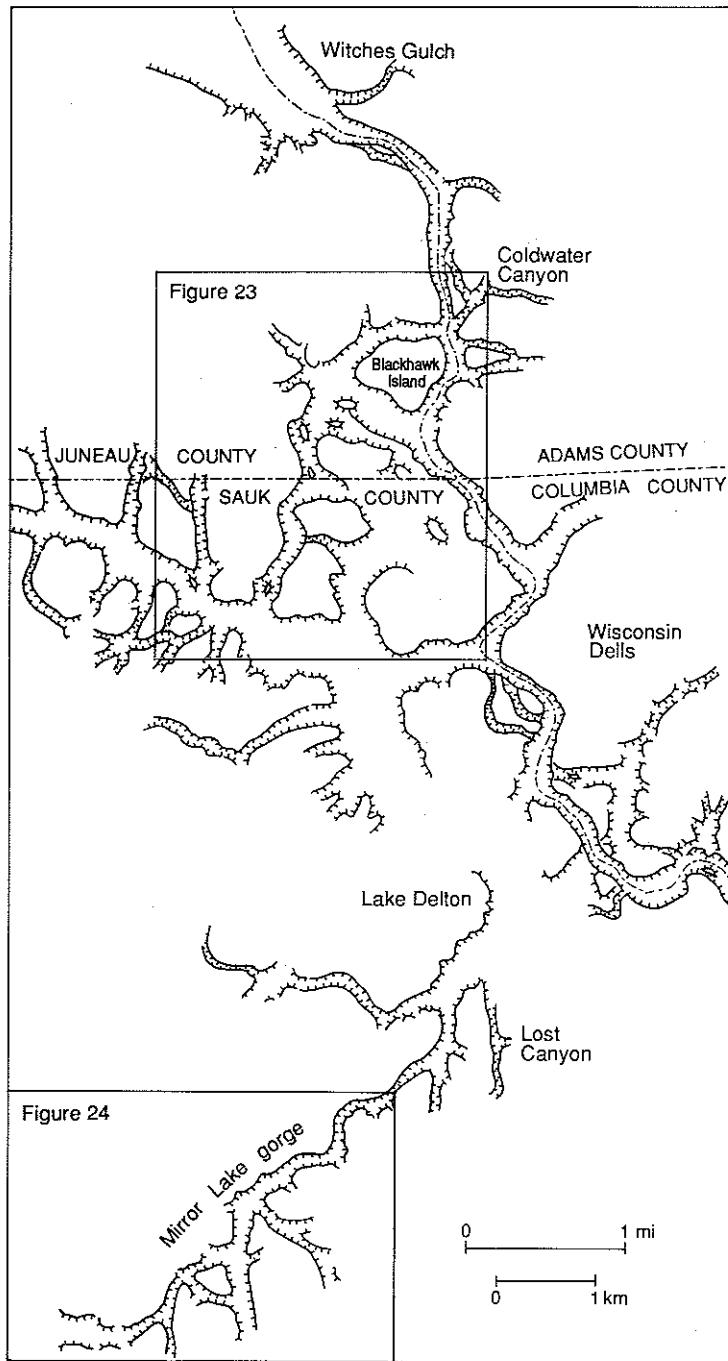 Witches Gulch
Coldwater
Canyon
Figure 23
Blackhawk
Island
JUNEAU COUNTY
ADAMS COUNTY
SAUK COUNTY
COLUMBIA COUNTY
Wisconsin
Dells
Lake Delton
Lost
Canyon
Figure 24
Mirror Lake gorge
0 1 mi
0 1 km